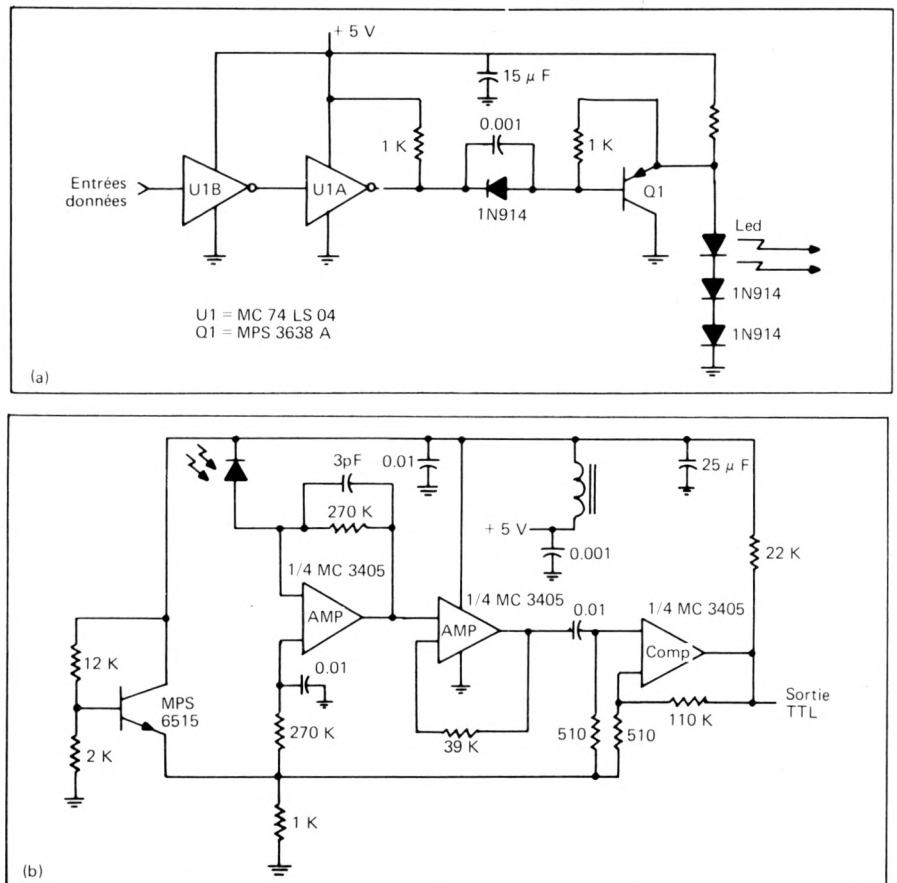 + 5 V
15 µ F
0.001
1 K
1 K
Entrées
données
U1B
U1A
Q1
1N914
Led
1N914
1N914
U1 = MC 74 LS 04
Q1 = MPS 3638 A
(a)
3pF
0.01
25 µ F
270 K
+ 5 V
0.001
22 K
1/4 MC 3405
1/4 MC 3405
0.01
1/4 MC 3405
AMP
AMP
Comp
12 K
0.01
MPS
6515
Sortie
TTL
110 K
270 K
39 K
510
510
2 K
1 K
(b)